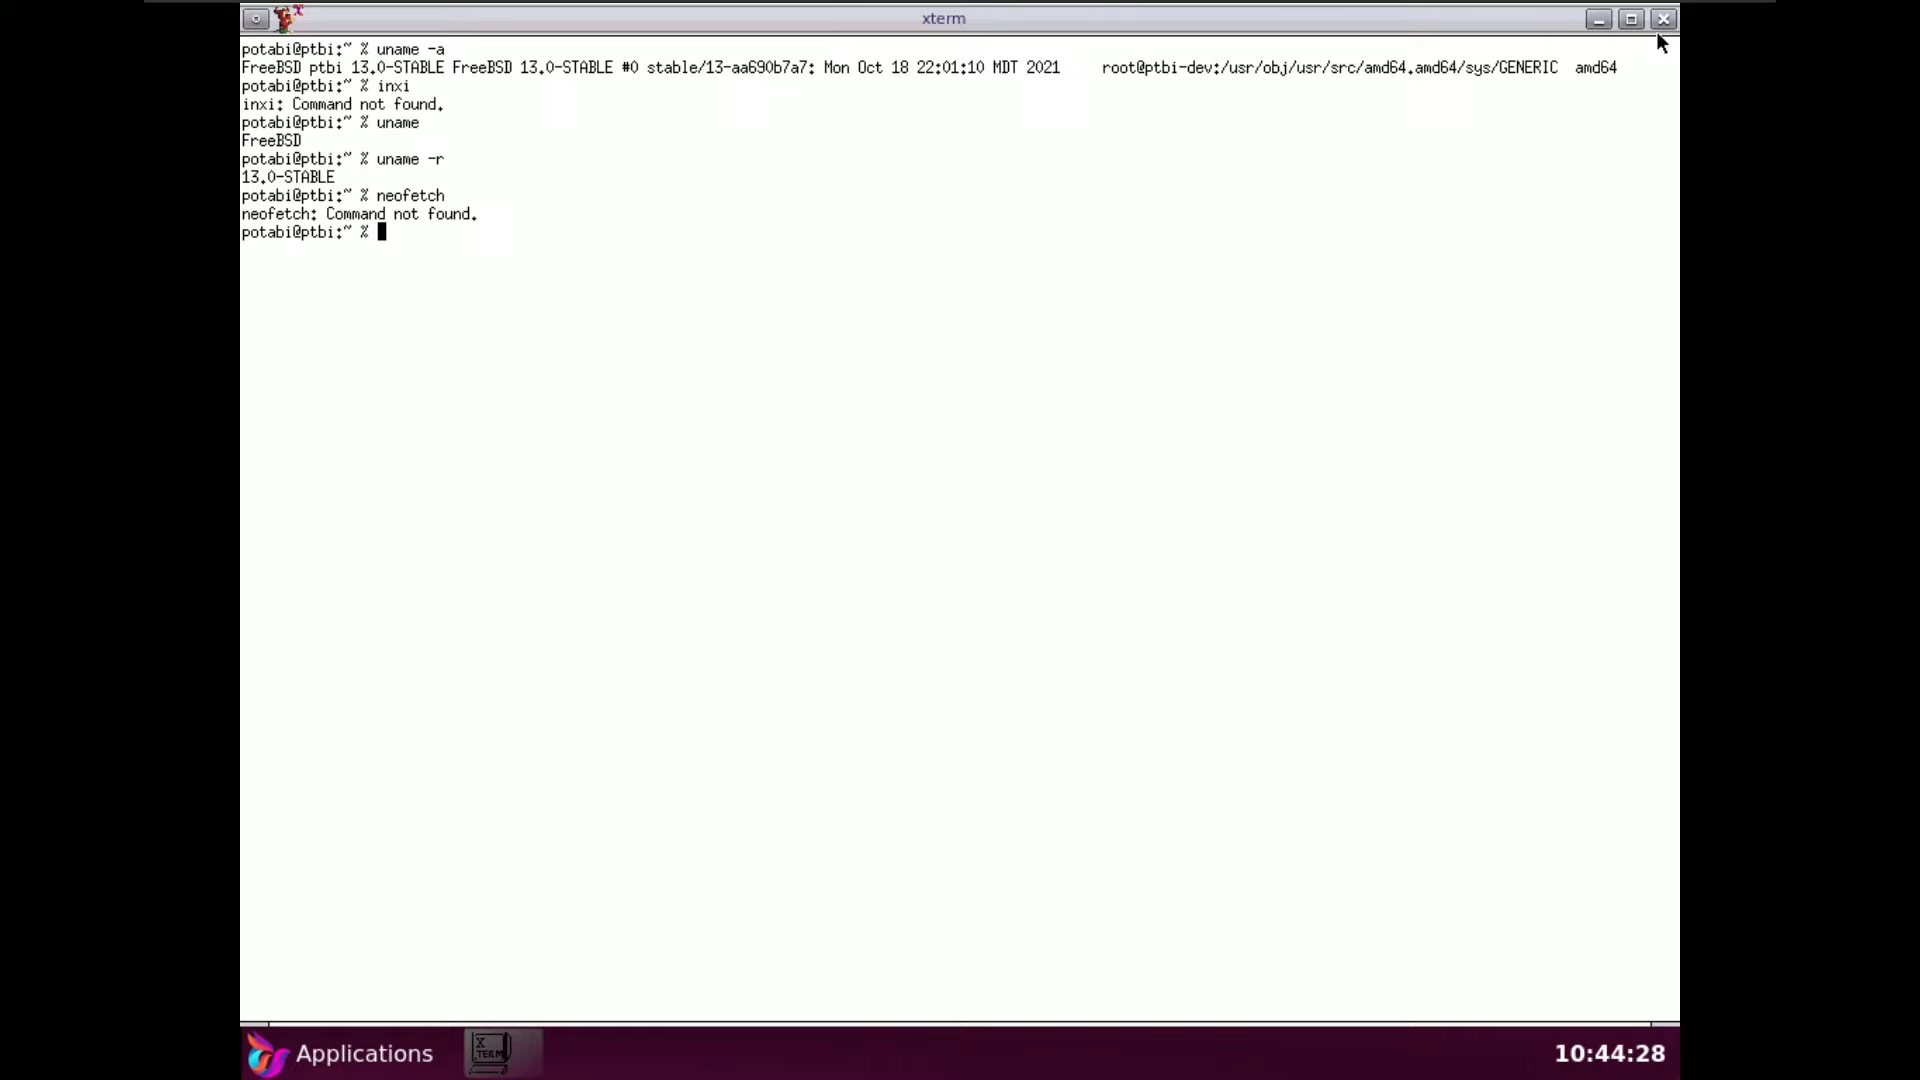 xterm
potabi@ptbi:~ % uname -a
FreeBSD ptbi 13.0-STABLE FreeBSD 13.0-STABLE #0 stable/13-aa690b7a7: Mon Oct 18 22:01:10 MDT 2021     root@ptbi-dev:/usr/obj/usr/src/amd64.amd64/sys/GENERIC  amd64
potabi@ptbi:~ % inxi
inxi: Command not found.
potabi@ptbi:~ % uname
FreeBSD
potabi@ptbi:~ % uname -r
13.0-STABLE
potabi@ptbi:~ % neofetch
neofetch: Command not found.
potabi@ptbi:~ %
Applications
X TERM
10:44:28